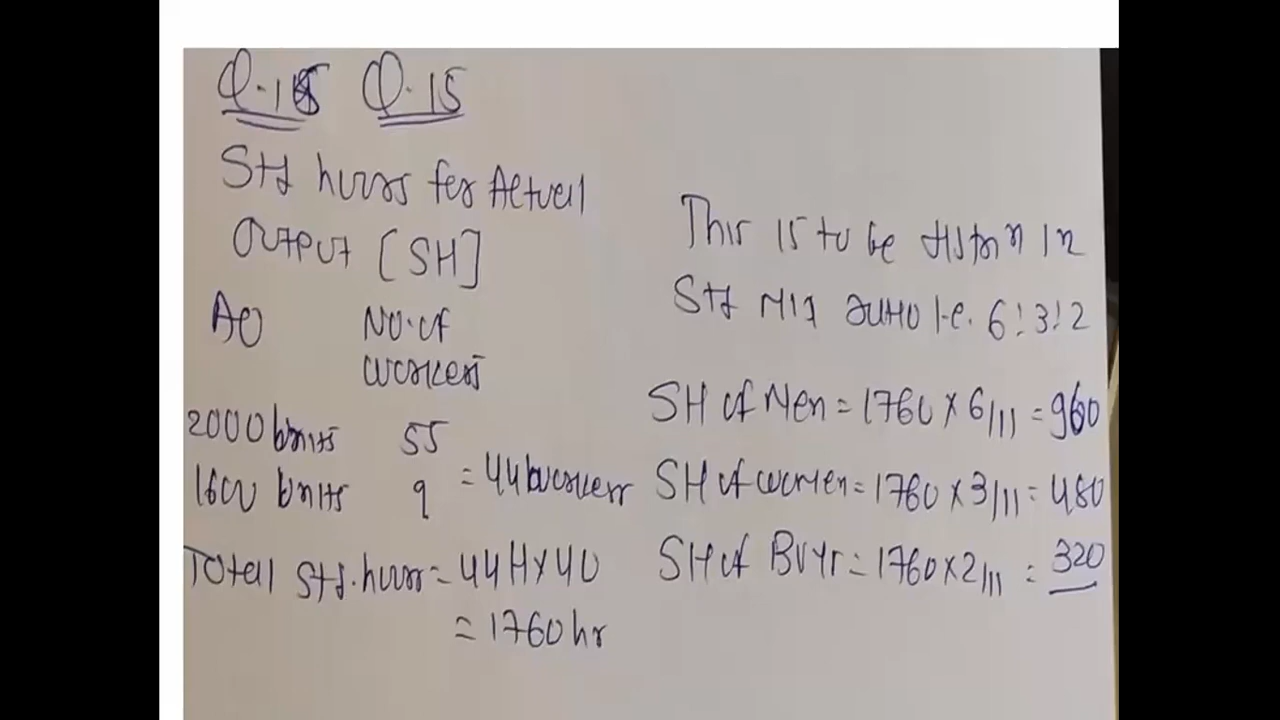 Q.15 Q.15
Std hours for Actual
Output [SH]
AO No. of
workers
2000 units 55
1600 units ? = 44 workers
Total std. hours = 44H x 40
= 1760 hr
This is to be distbn in
Std Mix ratio i.e. 6:3:2
SH of Men = 1760 x 6/11 = 960
SH of women = 1760 x 3/11 = 480
SH of Boys = 1760 x 2/11 = 320